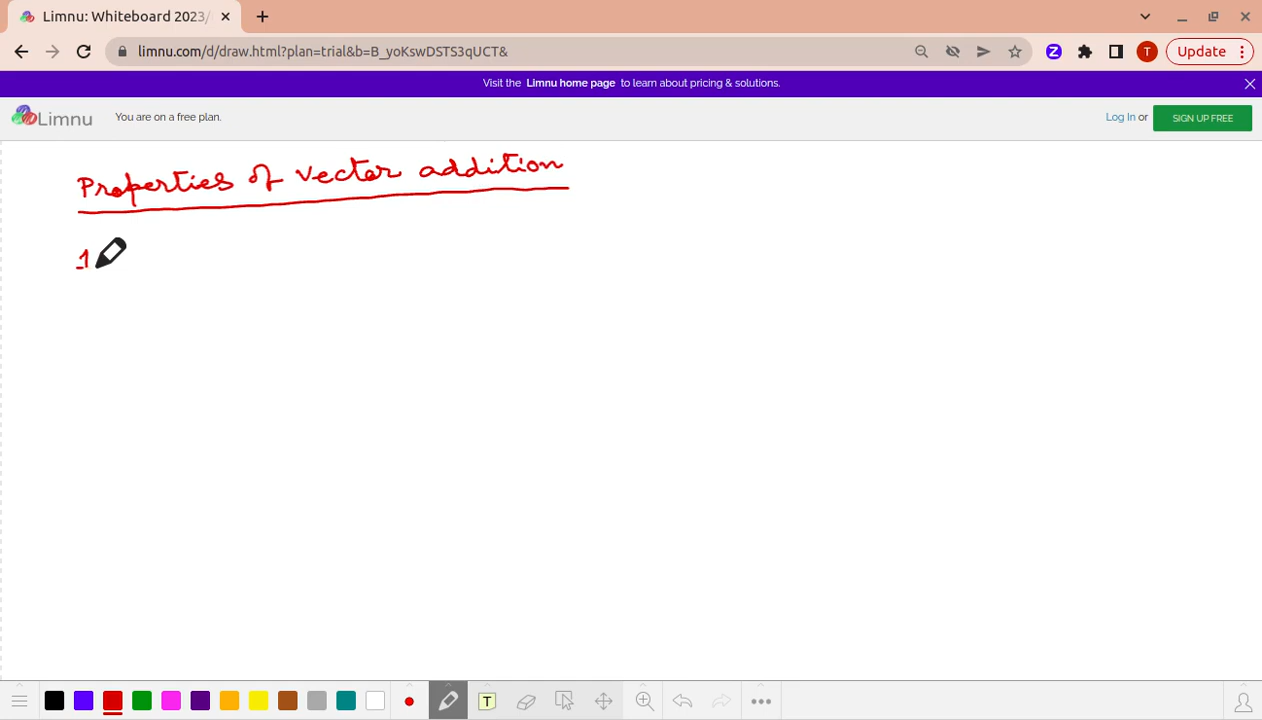 Limnu: Whiteboard 2023/
limnu.com/d/draw.html?plan=trial&b=B_yoKswDSTS3qUCT&
Z
T
Update
Visit the Limnu home page to learn about pricing & solutions.
Limnu
You are on a free plan.
Log In or
SIGN UP FREE
Properties of vector addition
1
T